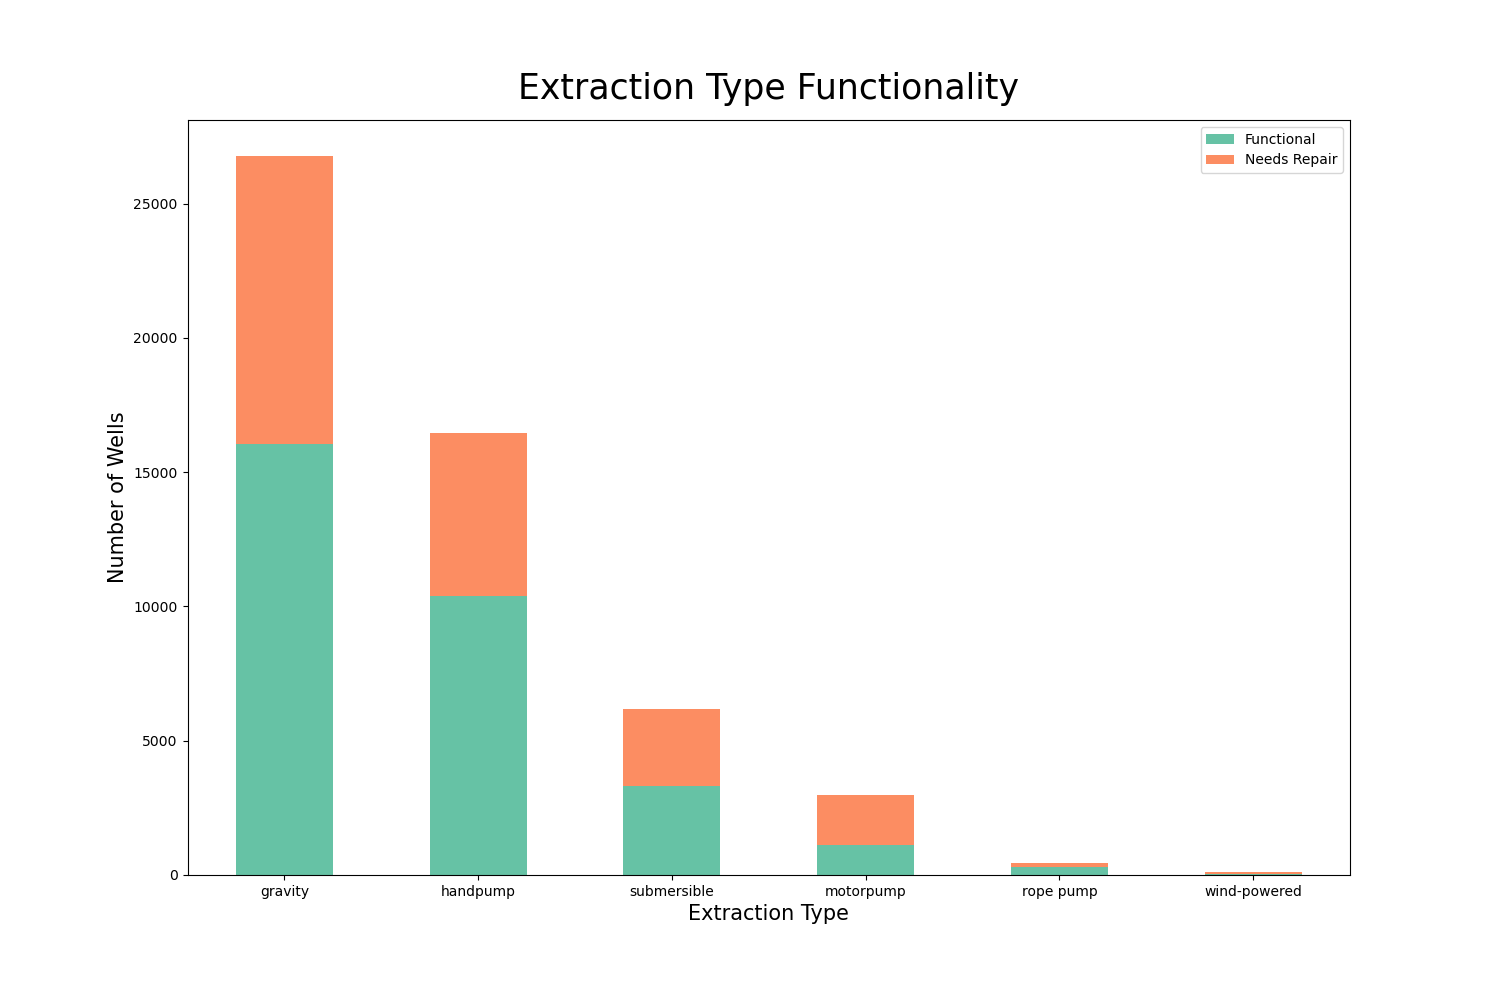 Extraction Type Functionality
Functional
Needs Repair
Number of Wells
25000
20000
15000
10000
5000
0
gravity
handpump
submersible
motorpump
rope pump
wind-powered
Extraction Type